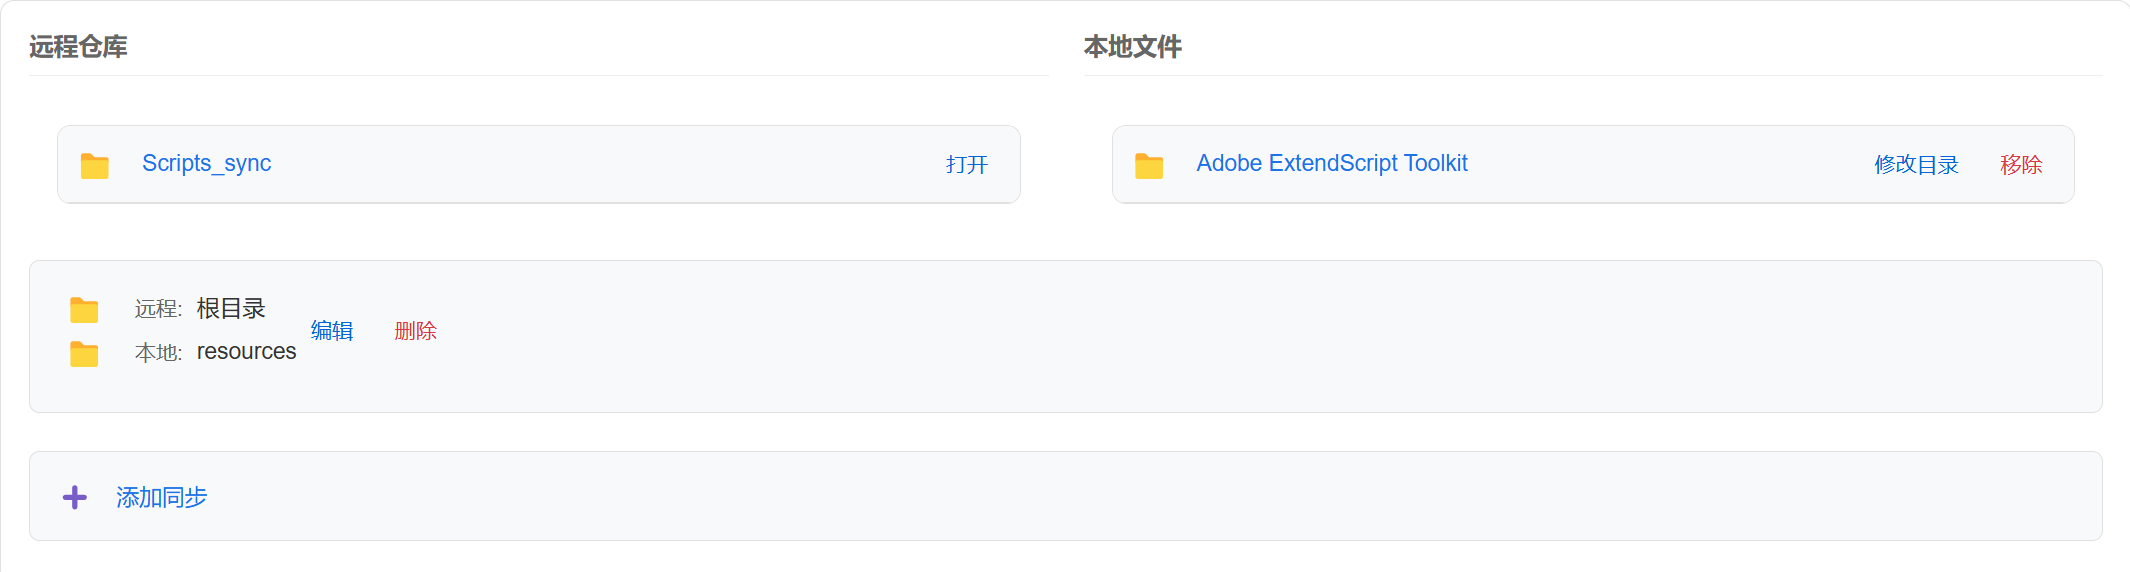 远程仓库
本地文件
Scripts_sync 打开
Adobe ExtendScript Toolkit 修改目录 移除
远程: 根目录
本地: resources
编辑 删除
添加同步